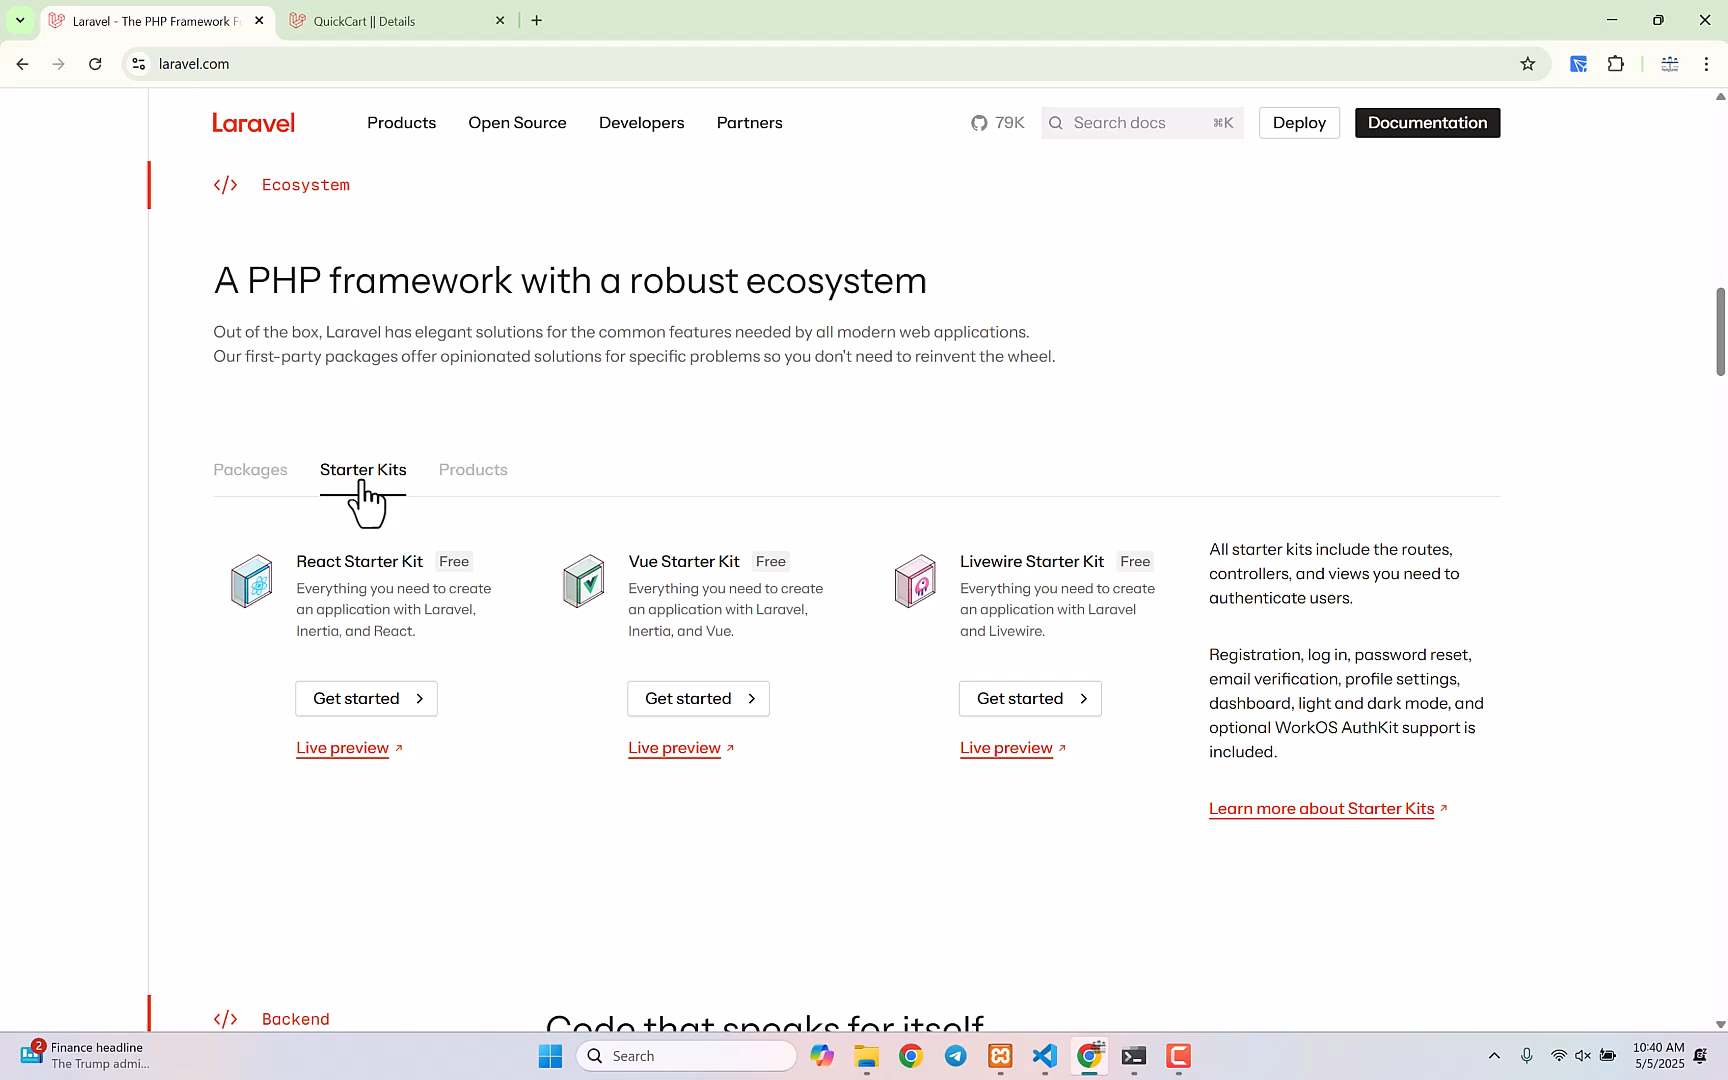 Laravel - The PHP Framework F
QuickCart || Details
laravel.com
Laravel
Products
Open Source
Developers
Partners
79K
Search docs
⌘K
Deploy
Documentation
</> Ecosystem
A PHP framework with a robust ecosystem
Out of the box, Laravel has elegant solutions for the common features needed by all modern web applications.
Our first-party packages offer opinionated solutions for specific problems so you don't need to reinvent the wheel.
Packages
Starter Kits
Products
React Starter Kit Free
Everything you need to create
an application with Laravel,
Inertia, and React.
Get started
Live preview
Vue Starter Kit Free
Everything you need to create
an application with Laravel,
Inertia, and Vue.
Get started
Live preview
Livewire Starter Kit Free
Everything you need to create
an application with Laravel
and Livewire.
Get started
Live preview
All starter kits include the routes,
controllers, and views you need to
authenticate users.
Registration, log in, password reset,
email verification, profile settings,
dashboard, light and dark mode, and
optional WorkOS AuthKit support is
included.
Learn more about Starter Kits
</> Backend
Code that speaks for itself
2
Finance headline
The Trump admi...
Search
10:40 AM
5/5/2025